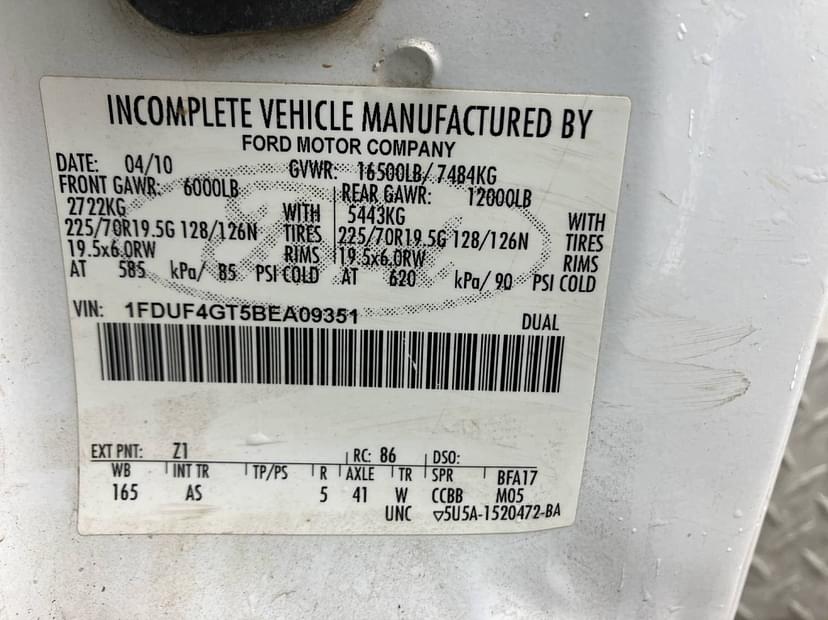 INCOMPLETE VEHICLE MANUFACTURED BY
FORD MOTOR COMPANY
DATE: 04/10 GVWR: 16500LB/ 7484KG
FRONT GAWR: 6000LB REAR GAWR: 12000LB
2722KG WITH 5443KG WITH
225/70R19.5G 128/126N TIRES 225/70R19.5G 128/126N TIRES
19.5x6.0RW RIMS 19.5x6.0RW RIMS
AT 585 kPa/ 85 PSI COLD AT 620 kPa/ 90 PSI COLD
VIN: 1FDUF4GT5BEA09351 DUAL
EXT PNT: Z1 RC: 86 DSO:
WB INT TR TP/PS R AXLE TR SPR BFA17
165 AS 5 41 W CCBB M05
UNC ▽5U5A-1520472-BA